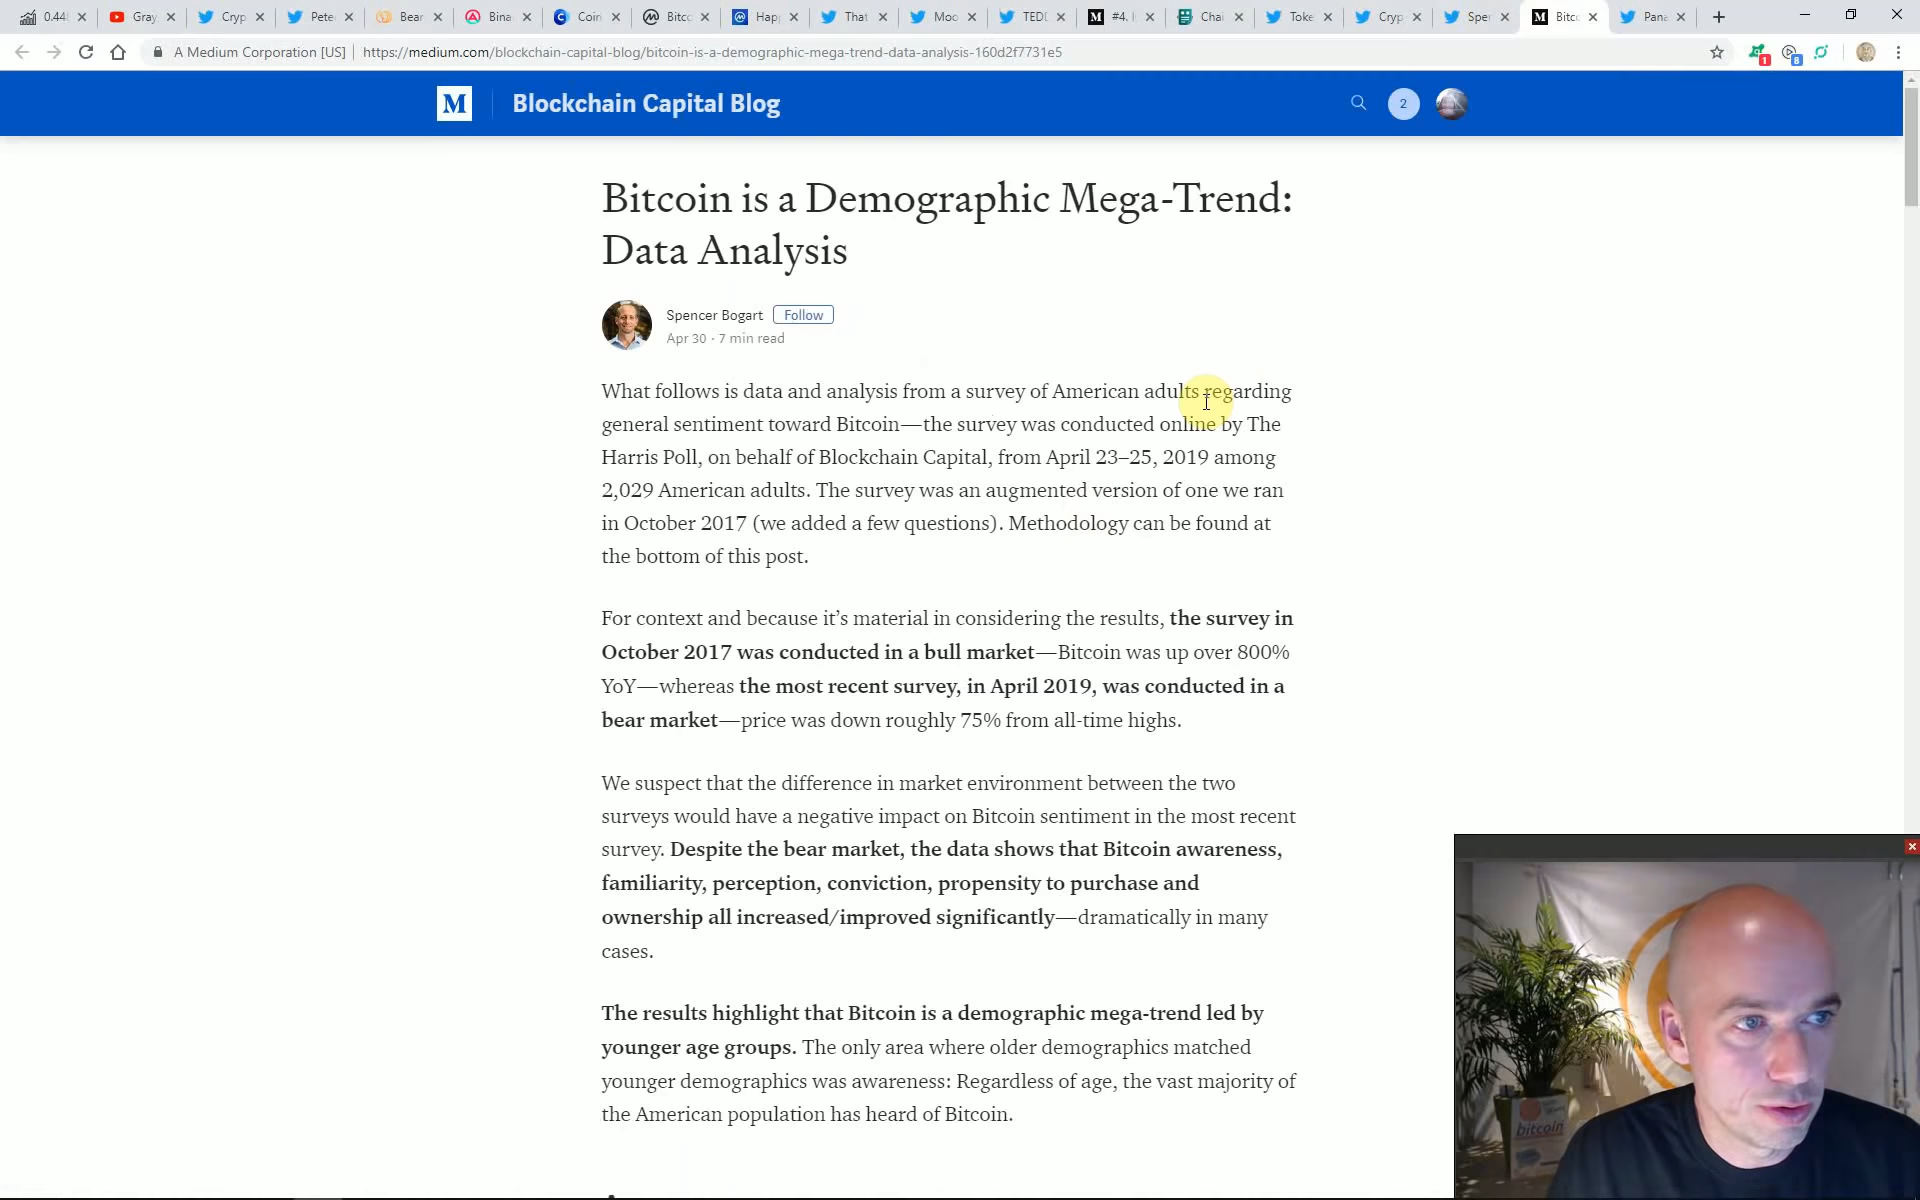 0.44
Gray
Cryp
Pete
Bear
Bina
Coin
Bitco
Happ
That
Moo
TEDD
#4. I
Chai
Toke
Cryp
Spen
Bitco
Pana
A Medium Corporation [US] | https://medium.com/blockchain-capital-blog/bitcoin-is-a-demographic-mega-trend-data-analysis-160d2f7731e5
1
8
M
Blockchain Capital Blog
2
Bitcoin is a Demographic Mega-Trend:
Data Analysis
Spencer Bogart Follow
Apr 30 · 7 min read
What follows is data and analysis from a survey of American adults regarding
general sentiment toward Bitcoin—the survey was conducted online by The
Harris Poll, on behalf of Blockchain Capital, from April 23–25, 2019 among
2,029 American adults. The survey was an augmented version of one we ran
in October 2017 (we added a few questions). Methodology can be found at
the bottom of this post.
For context and because it’s material in considering the results, the survey in
October 2017 was conducted in a bull market—Bitcoin was up over 800%
YoY—whereas the most recent survey, in April 2019, was conducted in a
bear market—price was down roughly 75% from all-time highs.
We suspect that the difference in market environment between the two
surveys would have a negative impact on Bitcoin sentiment in the most recent
survey. Despite the bear market, the data shows that Bitcoin awareness,
familiarity, perception, conviction, propensity to purchase and
ownership all increased/improved significantly—dramatically in many
cases.
The results highlight that Bitcoin is a demographic mega-trend led by
younger age groups. The only area where older demographics matched
younger demographics was awareness: Regardless of age, the vast majority of
the American population has heard of Bitcoin.
bitcoin